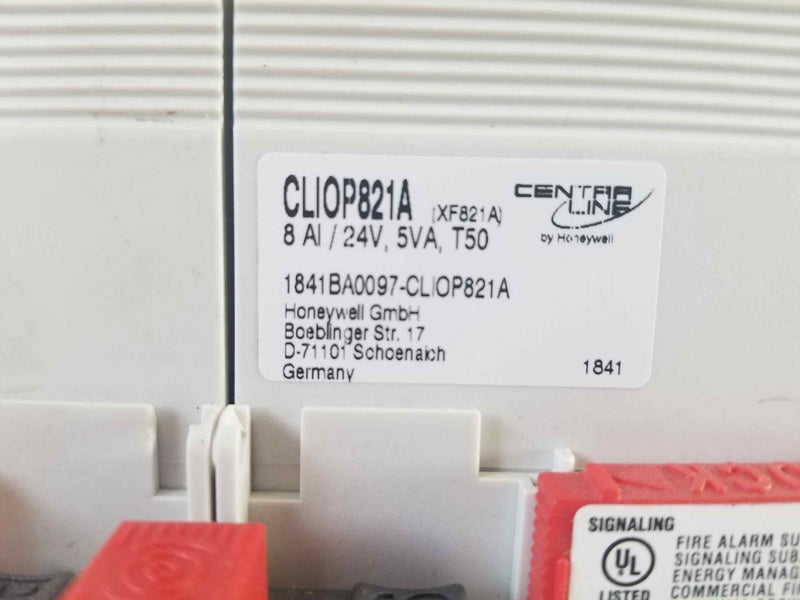 CLIOP821A (XF821A)
8 AI / 24V, 5VA, T50
CENTRA
LINE
by Honeywell
1841BA0097-CLIOP821A
Honeywell GmbH
Boeblinger Str. 17
D-71101 Schoenaich
Germany
1841
SIGNALING
UL
LISTED
FIRE ALARM SU
SIGNALING SUB
ENERGY MANAG
COMMERCIAL FI